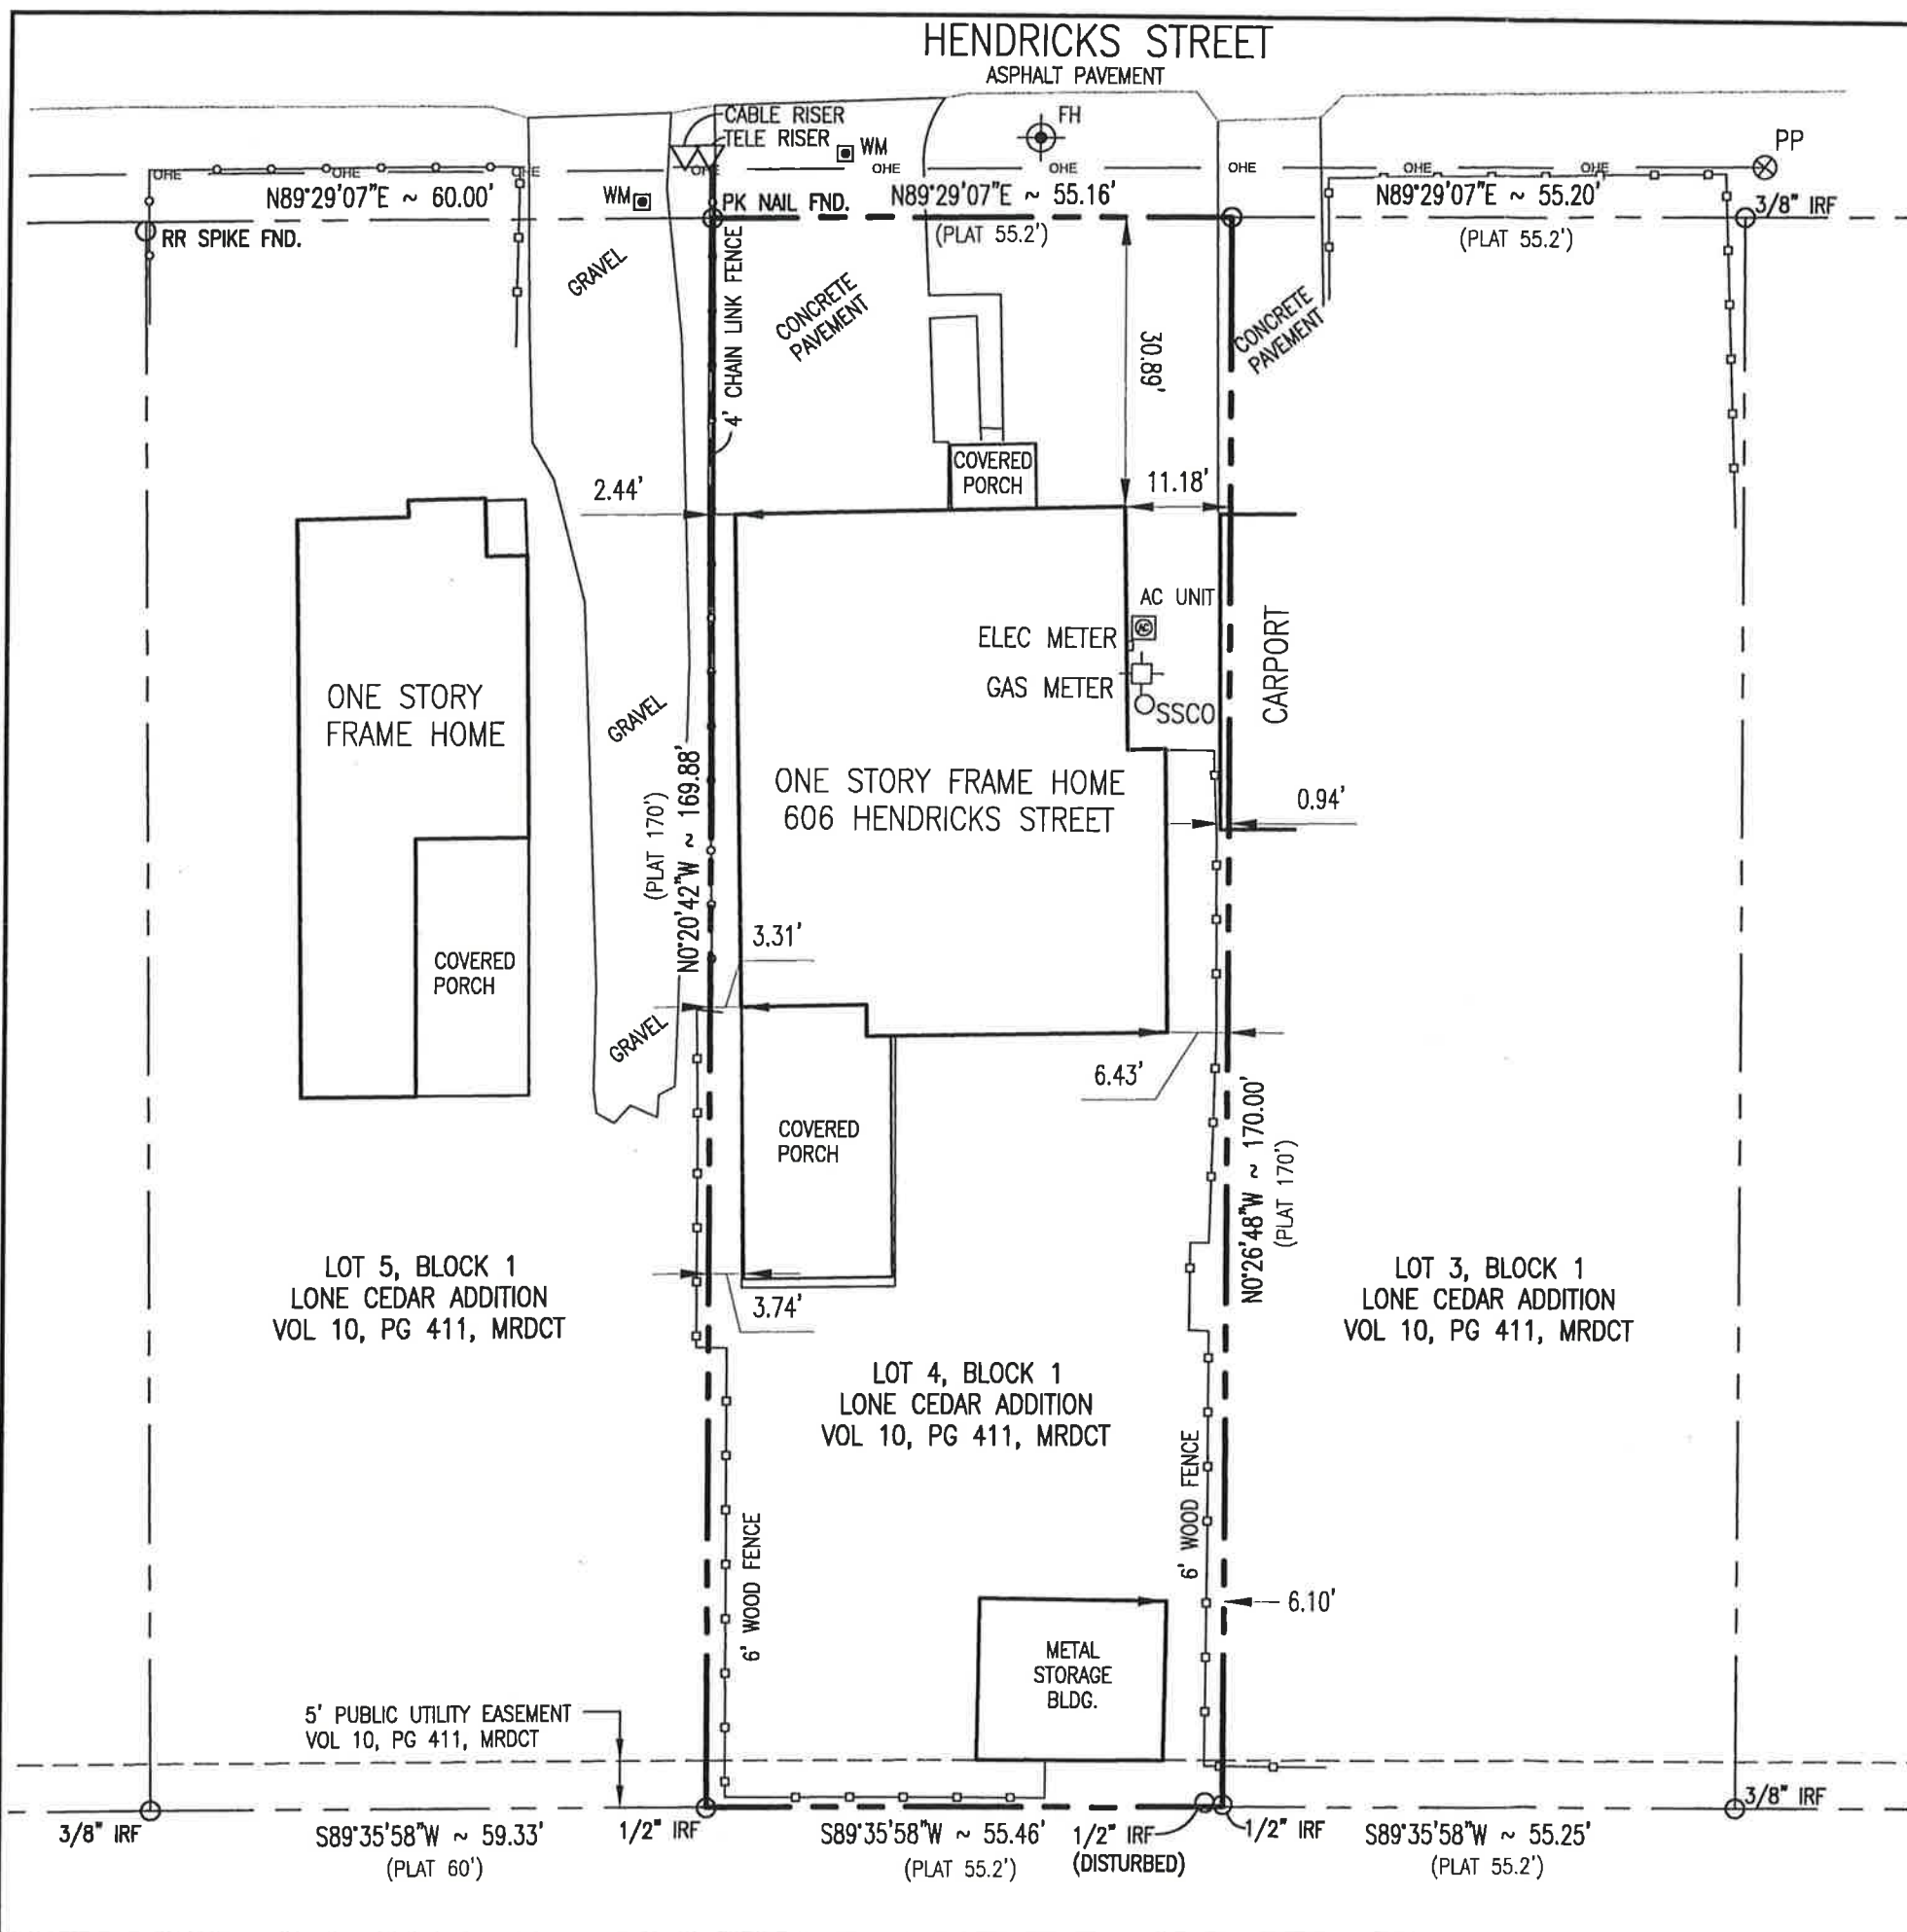 HENDRICKS STREET
ASPHALT PAVEMENT
CABLE RISER
TELE RISER
WM
FH
PP
OHE
OHE
OHE
OHE
OHE
OHE
OHE
OHE
OHE
N89°29'07"E ~ 60.00'
WM
PK NAIL FND.
N89°29'07"E ~ 55.16'
(PLAT 55.2')
N89°29'07"E ~ 55.20'
(PLAT 55.2')
3/8" IRF
RR SPIKE FND.
GRAVEL
4' CHAIN LINK FENCE
CONCRETE
PAVEMENT
30.89'
CONCRETE
PAVEMENT
COVERED
PORCH
2.44'
11.18'
AC UNIT
AC
ELEC METER
GAS METER
SSCO
CARPORT
ONE STORY
FRAME HOME
GRAVEL
ONE STORY FRAME HOME
606 HENDRICKS STREET
0.94'
N0°20'42"W ~ 169.88'
(PLAT 170')
COVERED
PORCH
3.31'
GRAVEL
6.43'
COVERED
PORCH
N0°26'48"W ~ 170.00'
(PLAT 170')
LOT 5, BLOCK 1
LONE CEDAR ADDITION
VOL 10, PG 411, MRDCT
3.74'
LOT 3, BLOCK 1
LONE CEDAR ADDITION
VOL 10, PG 411, MRDCT
LOT 4, BLOCK 1
LONE CEDAR ADDITION
VOL 10, PG 411, MRDCT
6' WOOD FENCE
6' WOOD FENCE
6.10'
METAL
STORAGE
BLDG.
5' PUBLIC UTILITY EASEMENT
VOL 10, PG 411, MRDCT
3/8" IRF
S89°35'58"W ~ 59.33'
(PLAT 60')
1/2" IRF
S89°35'58"W ~ 55.46'
(PLAT 55.2')
1/2" IRF
(DISTURBED)
1/2" IRF
S89°35'58"W ~ 55.25'
(PLAT 55.2')
3/8" IRF